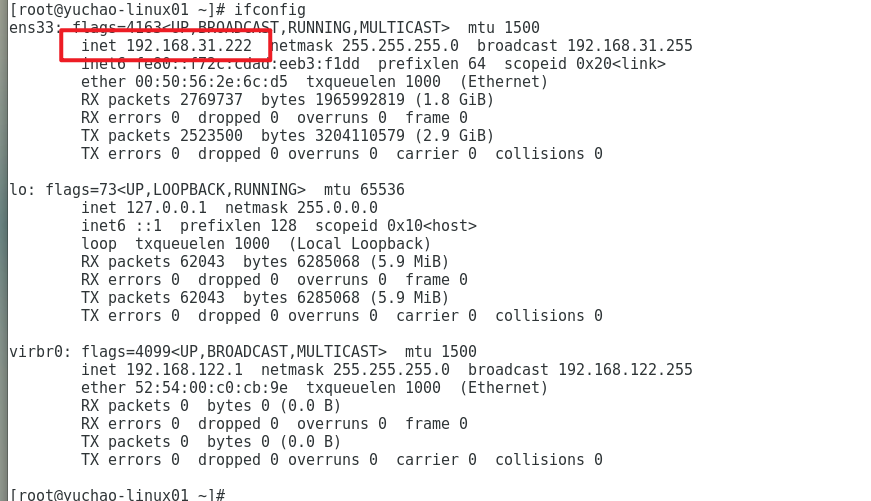 [root@yuchao-linux01 ~]# ifconfig
ens33: flags=4163<UP,BROADCAST,RUNNING,MULTICAST>  mtu 1500
        inet 192.168.31.222  netmask 255.255.255.0  broadcast 192.168.31.255
        inet6 fe80::f72c:cdad:eeb3:f1dd  prefixlen 64  scopeid 0x20<link>
        ether 00:50:56:2e:6c:d5  txqueuelen 1000  (Ethernet)
        RX packets 2769737  bytes 1965992819 (1.8 GiB)
        RX errors 0  dropped 0  overruns 0  frame 0
        TX packets 2523500  bytes 3204110579 (2.9 GiB)
        TX errors 0  dropped 0 overruns 0  carrier 0  collisions 0

lo: flags=73<UP,LOOPBACK,RUNNING>  mtu 65536
        inet 127.0.0.1  netmask 255.0.0.0
        inet6 ::1  prefixlen 128  scopeid 0x10<host>
        loop  txqueuelen 1000  (Local Loopback)
        RX packets 62043  bytes 6285068 (5.9 MiB)
        RX errors 0  dropped 0  overruns 0  frame 0
        TX packets 62043  bytes 6285068 (5.9 MiB)
        TX errors 0  dropped 0 overruns 0  carrier 0  collisions 0

virbr0: flags=4099<UP,BROADCAST,MULTICAST>  mtu 1500
        inet 192.168.122.1  netmask 255.255.255.0  broadcast 192.168.122.255
        ether 52:54:00:c0:cb:9e  txqueuelen 1000  (Ethernet)
        RX packets 0  bytes 0 (0.0 B)
        RX errors 0  dropped 0  overruns 0  frame 0
        TX packets 0  bytes 0 (0.0 B)
        TX errors 0  dropped 0 overruns 0  carrier 0  collisions 0

[root@yuchao-linux01 ~]#